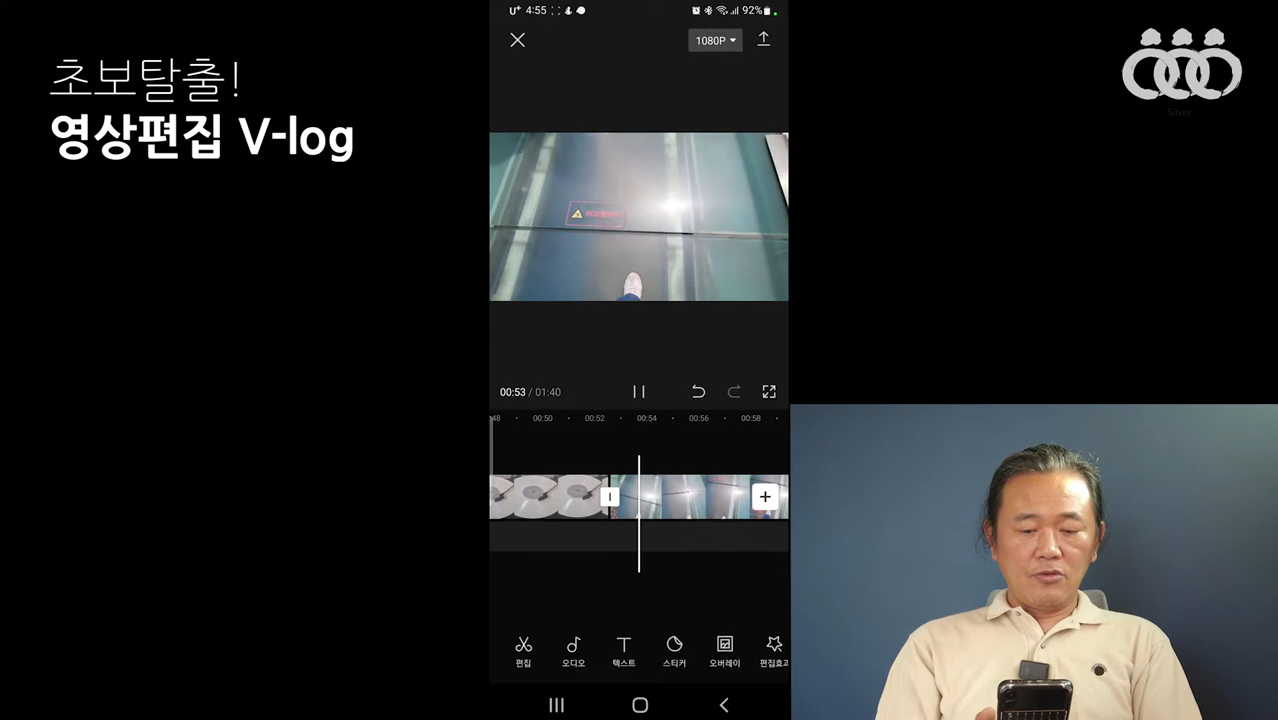 초보탈출!
영상편집 V-log
U+ 4:55 92%
1080P
Silver
00:53 / 01:40
48 00:50 00:52 00:54 00:56 00:58
편집 오디오 텍스트 스티커 오버레이 편집효과